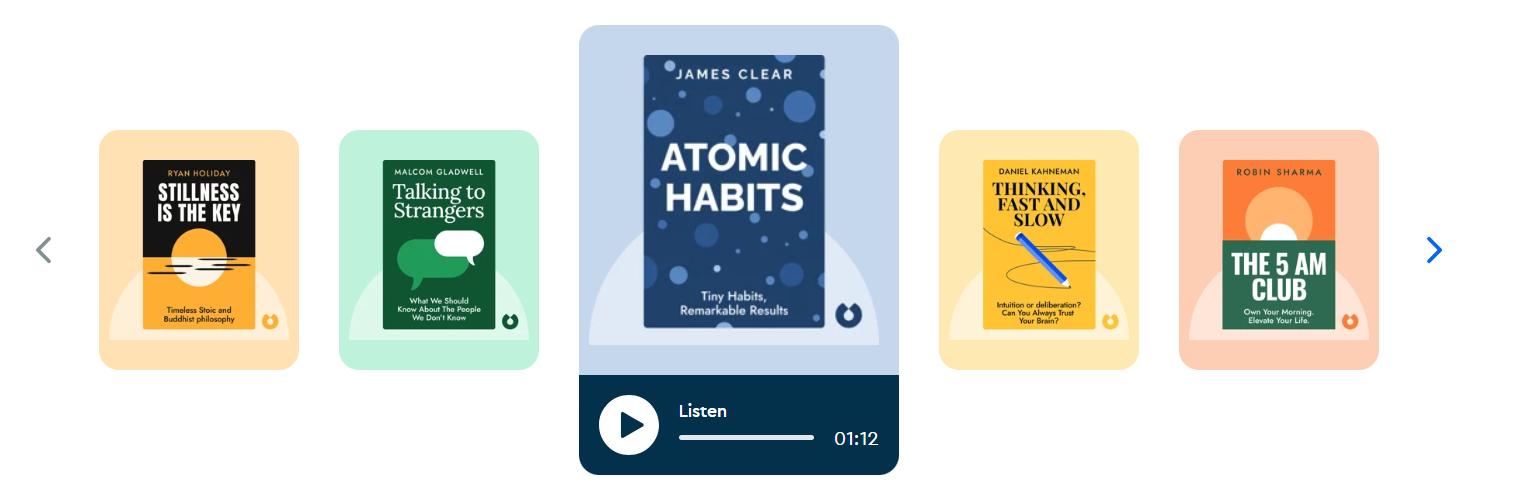 RYAN HOLIDAY
STILLNESS
IS THE KEY
Timeless Stoic and
Buddhist philosophy
MALCOM GLADWELL
Talking to
Strangers
What We Should
Know About The People
We Don't Know
JAMES CLEAR
ATOMIC
HABITS
Tiny Habits,
Remarkable Results
Listen
01:12
DANIEL KAHNEMAN
THINKING,
FAST AND
SLOW
Intuition or deliberation?
Can You Always Trust
Your Brain?
ROBIN SHARMA
THE 5 AM
CLUB
Own Your Morning.
Elevate Your Life.